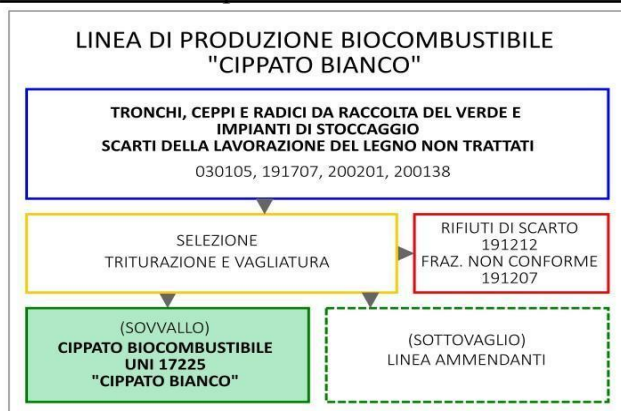 LINEA DI PRODUZIONE BIOCOMBUSTIBILE
"CIPPATO BIANCO"
TRONCHI, CEPPI E RADICI DA RACCOLTA DEL VERDE E
IMPIANTI DI STOCCAGGIO
SCARTI DELLA LAVORAZIONE DEL LEGNO NON TRATTATI
030105, 191707, 200201, 200138
SELEZIONE
TRITURAZIONE E VAGLIATURA
RIFIUTI DI SCARTO
191212
FRAZ. NON CONFORME
191207
(SOVVALLO)
CIPPATO BIOCOMBUSTIBILE
UNI 17225
"CIPPATO BIANCO"
(SOTTOVAGLIO)
LINEA AMMENDANTI